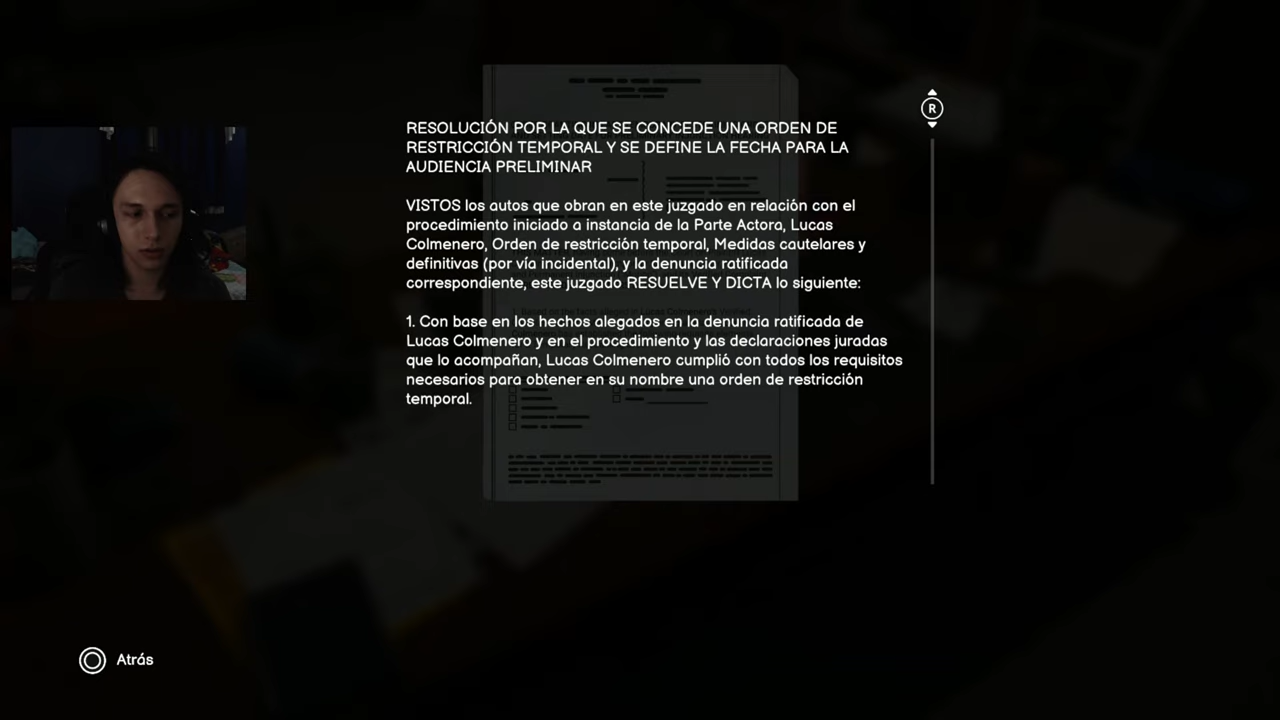 RESOLUCIÓN POR LA QUE SE CONCEDE UNA ORDEN DE
RESTRICCIÓN TEMPORAL Y SE DEFINE LA FECHA PARA LA
AUDIENCIA PRELIMINAR
VISTOS los autos que obran en este juzgado en relación con el
procedimiento iniciado a instancia de la Parte Actora, Lucas
Colmenero, Orden de restricción temporal, Medidas cautelares y
definitivas (por vía incidental), y la denuncia ratificada
correspondiente, este juzgado RESUELVE Y DICTA lo siguiente:
1. Con base en los hechos alegados en la denuncia ratificada de
Lucas Colmenero y en el procedimiento y las declaraciones juradas
que lo acompañan, Lucas Colmenero cumplió con todos los requisitos
necesarios para obtener en su nombre una orden de restricción
temporal.
R
Atrás